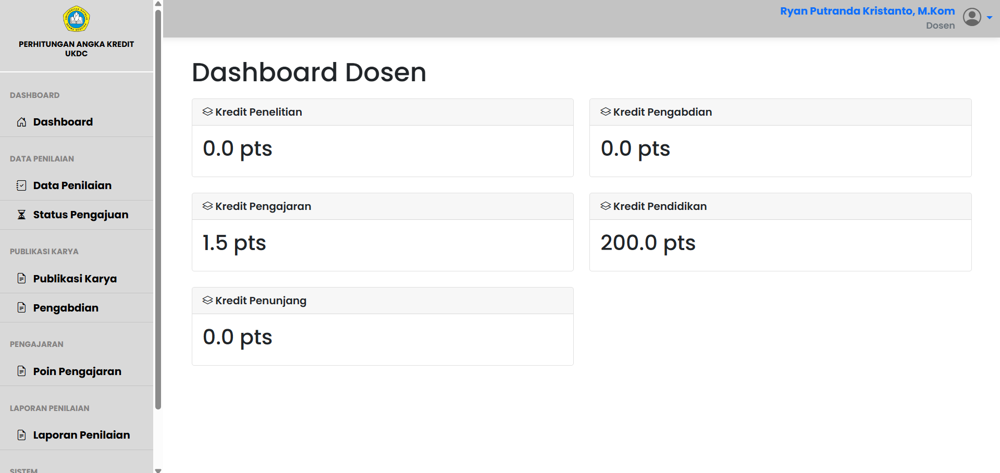 PERHITUNGAN ANGKA KREDIT
UKDC
DASHBOARD
Dashboard
DATA PENILAIAN
Data Penilaian
Status Pengajuan
PUBLIKASI KARYA
Publikasi Karya
Pengabdian
PENGAJARAN
Poin Pengajaran
LAPORAN PENILAIAN
Laporan Penilaian
SISTEM
Ryan Putranda Kristanto, M.Kom
Dosen
Dashboard Dosen
Kredit Penelitian
0.0 pts
Kredit Pengabdian
0.0 pts
Kredit Pengajaran
1.5 pts
Kredit Pendidikan
200.0 pts
Kredit Penunjang
0.0 pts